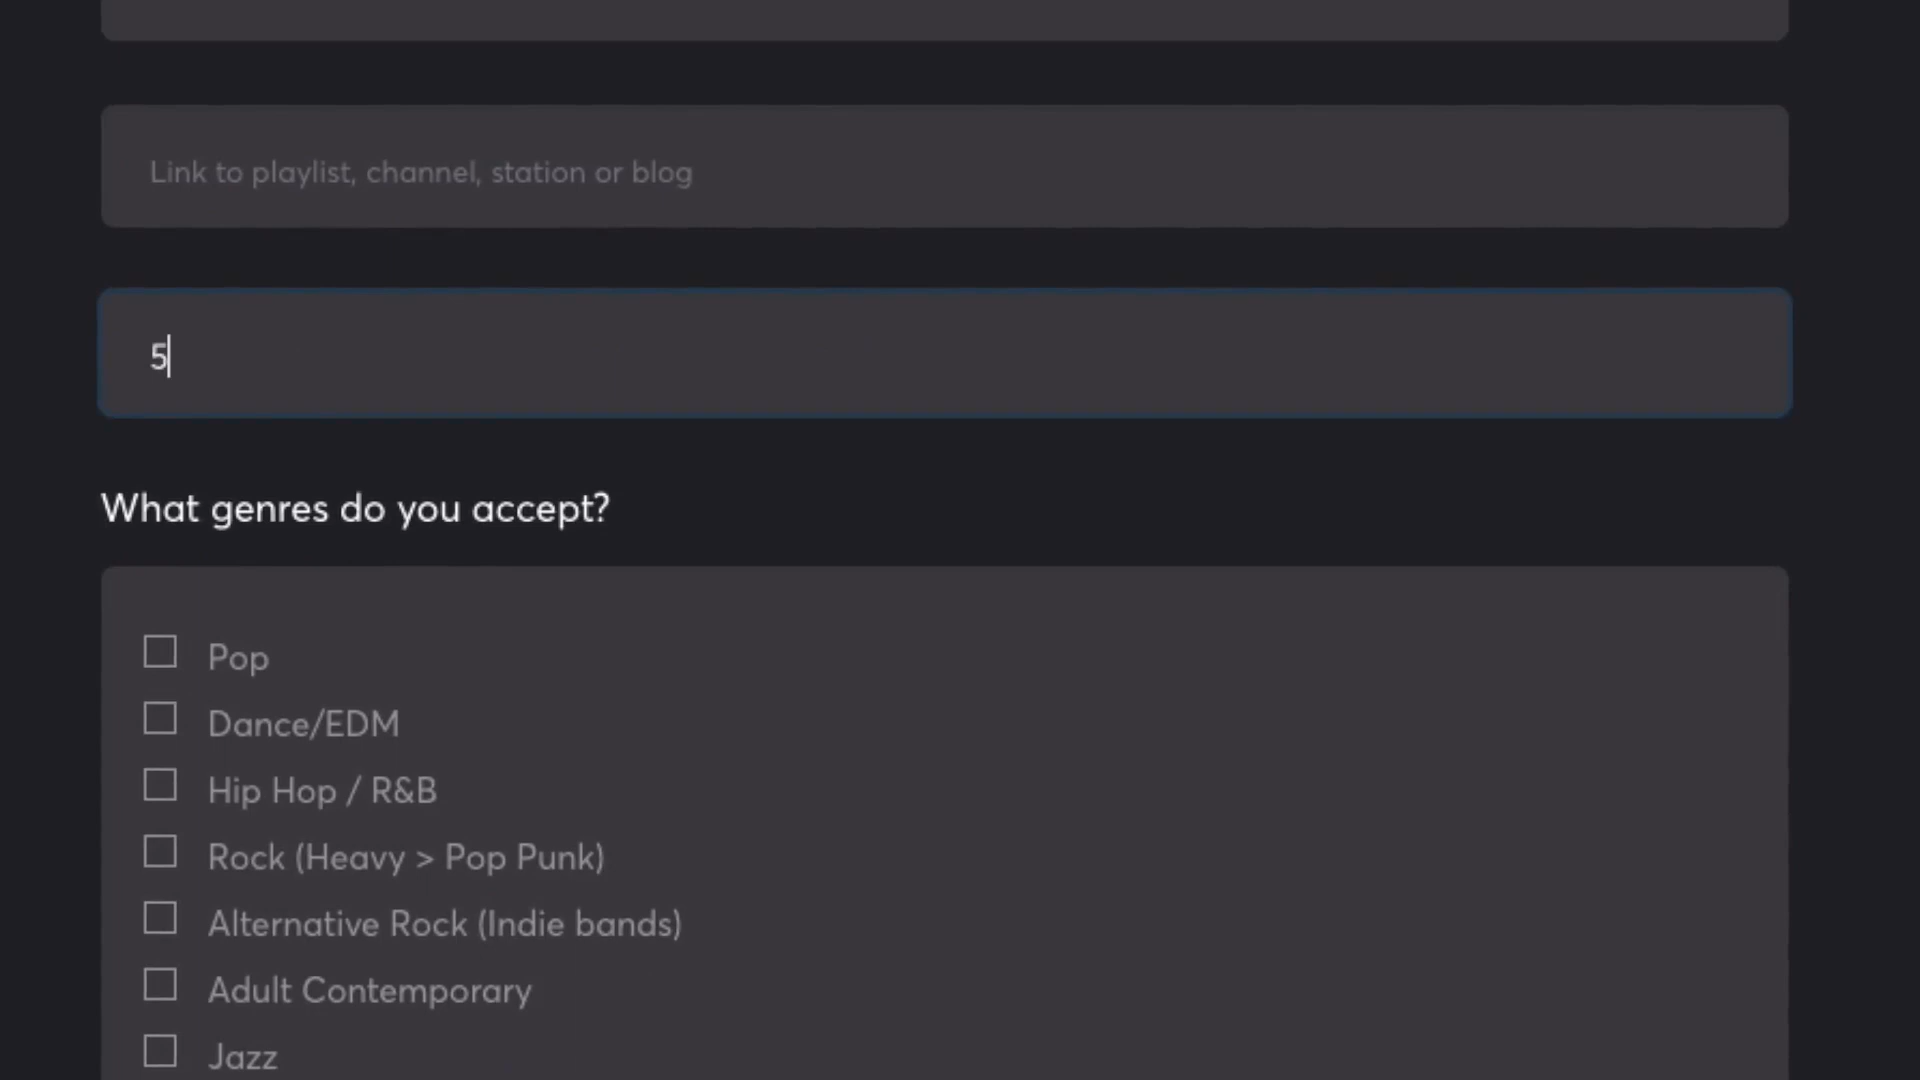 Link to playlist, channel, station or blog
5
What genres do you accept?
Pop
Dance/EDM
Hip Hop / R&B
Rock (Heavy > Pop Punk)
Alternative Rock (Indie bands)
Adult Contemporary
Jazz